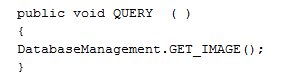 public void QUERY  ( )
{
DatabaseManagement.GET_IMAGE();
}